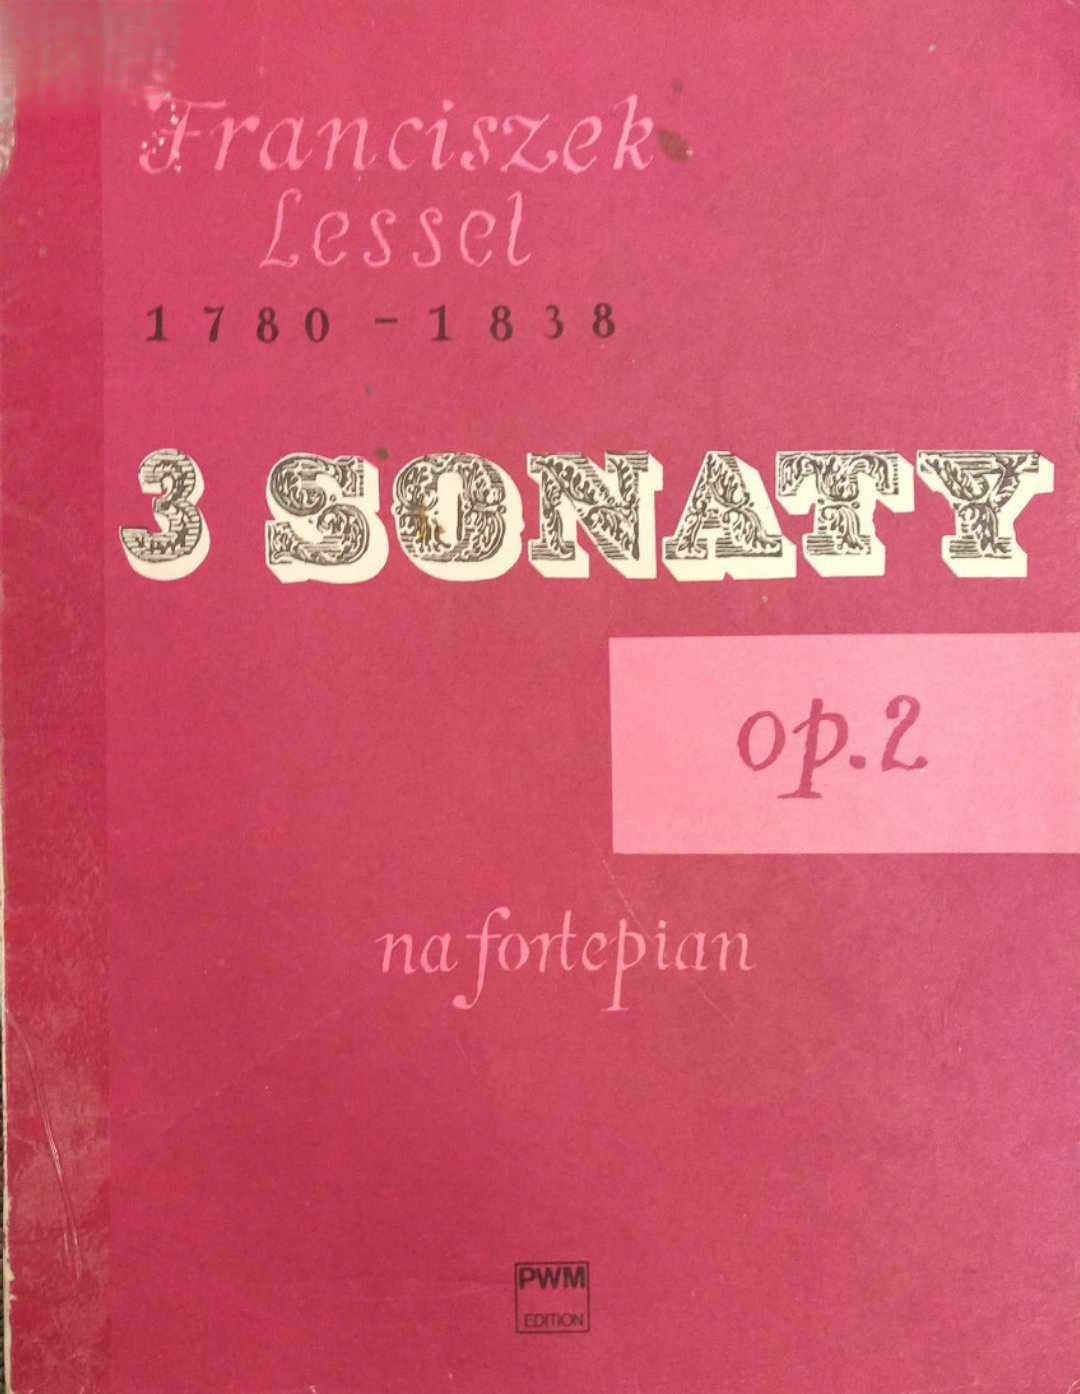 Franciszek
Lessel
1780-1838
3 SONATY
op.2
na fortepian
PWM
EDITION